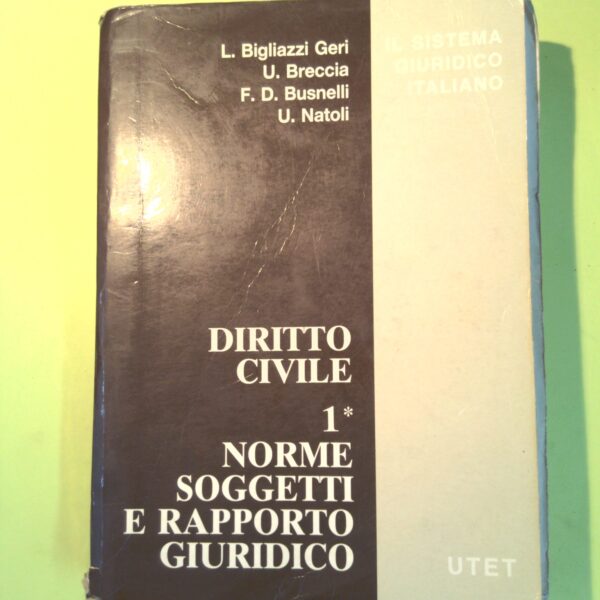 L. Bigliazzi Geri
U. Breccia
F. D. Busnelli
U. Natoli
IL SISTEMA
GIURIDICO
ITALIANO
DIRITTO
CIVILE
1*
NORME
SOGGETTI
E RAPPORTO
GIURIDICO
UTET